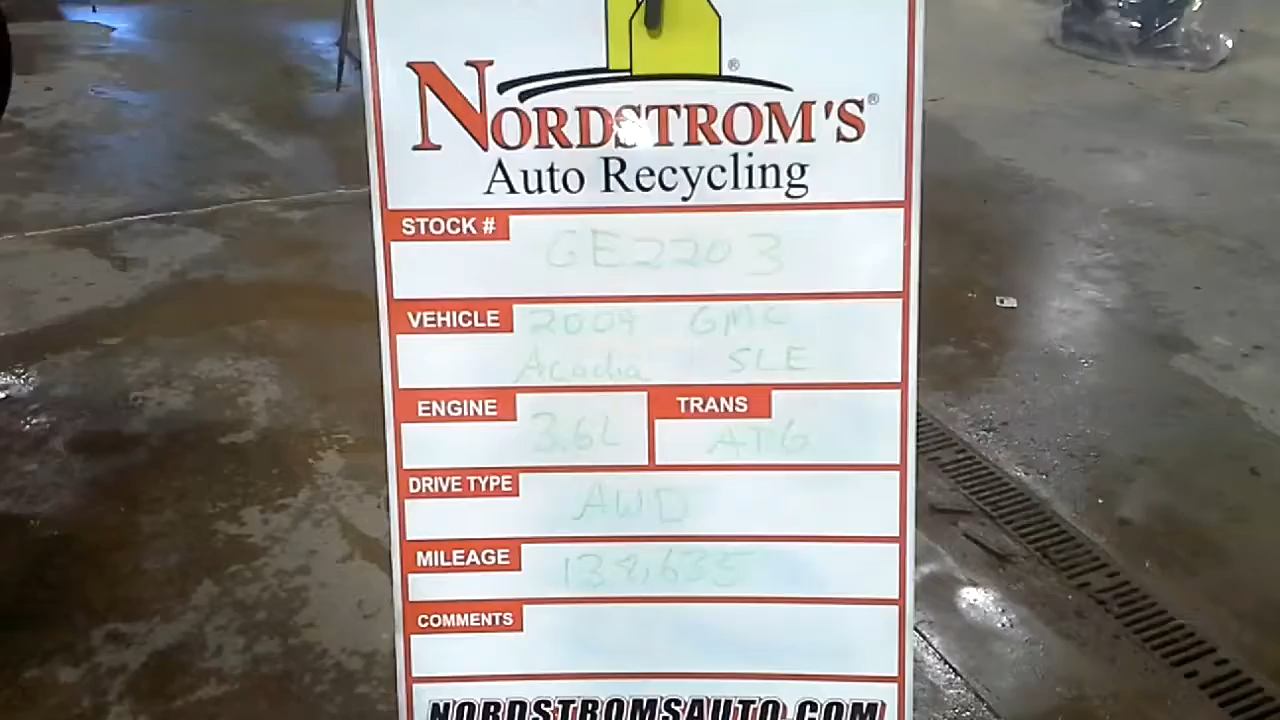 ®
NORDSTROM'S®
Auto Recycling
STOCK # GE2203
VEHICLE 2009 GMC
Acadia SLE
ENGINE 3.6L TRANS AT6
DRIVE TYPE AWD
MILEAGE 138,635
COMMENTS
NORDSTROMSAUTO.COM